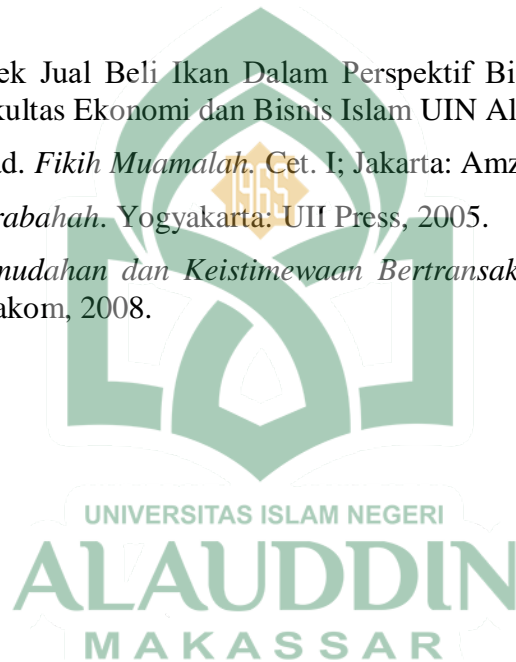 ek Jual Beli Ikan Dalam Perspektif Bi
kultas Ekonomi dan Bisnis Islam UIN Al
ad. Fikih Muamalah. Cet. I; Jakarta: Amz
rabahah. Yogyakarta: UII Press, 2005.
mudahan dan Keistimewaan Bertransak
akom, 2008.
1965
UNIVERSITAS ISLAM NEGERI
ALAUDDIN
MAKASSAR